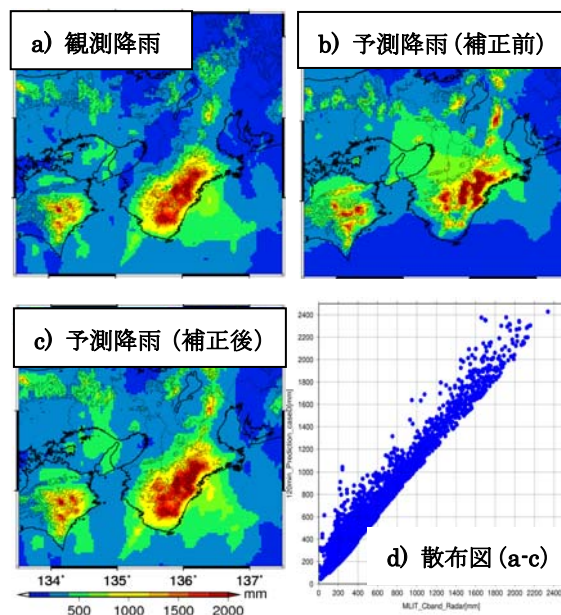 a) 観測降雨
b) 予測降雨(補正前)
c) 予測降雨(補正後)
134° 135° 136° 137°
mm
500 1000 1500 2000
2400
2200
2000
1800
1600
1400
1200
1000
800
600
400
200
0
0 200 400 600 800 1000 1200 1400 1600 1800 2000 2200 2400
120min_Prediction_caseD[mm]
MLIT_Cband_Radar[mm]
d) 散布図(a-c)